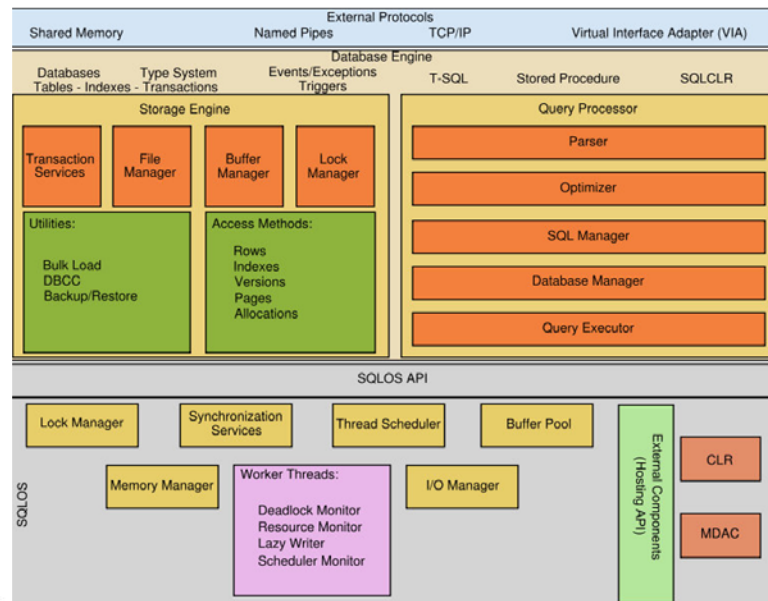 External Protocols
Shared Memory Named Pipes TCP/IP Virtual Interface Adapter (VIA)
Database Engine
Databases Type System Events/Exceptions T-SQL Stored Procedure SQLCLR
Tables - Indexes - Transactions Triggers
Storage Engine
Transaction
Services
File
Manager
Buffer
Manager
Lock
Manager
Utilities:
Bulk Load
DBCC
Backup/Restore
Access Methods:
Rows
Indexes
Versions
Pages
Allocations
Query Processor
Parser
Optimizer
SQL Manager
Database Manager
Query Executor
SQLOS API
SQLOS
Lock Manager
Synchronization
Services
Thread Scheduler
Buffer Pool
Memory Manager
Worker Threads:
Deadlock Monitor
Resource Monitor
Lazy Writer
Scheduler Monitor
I/O Manager
External Components
(Hosting API)
CLR
MDAC